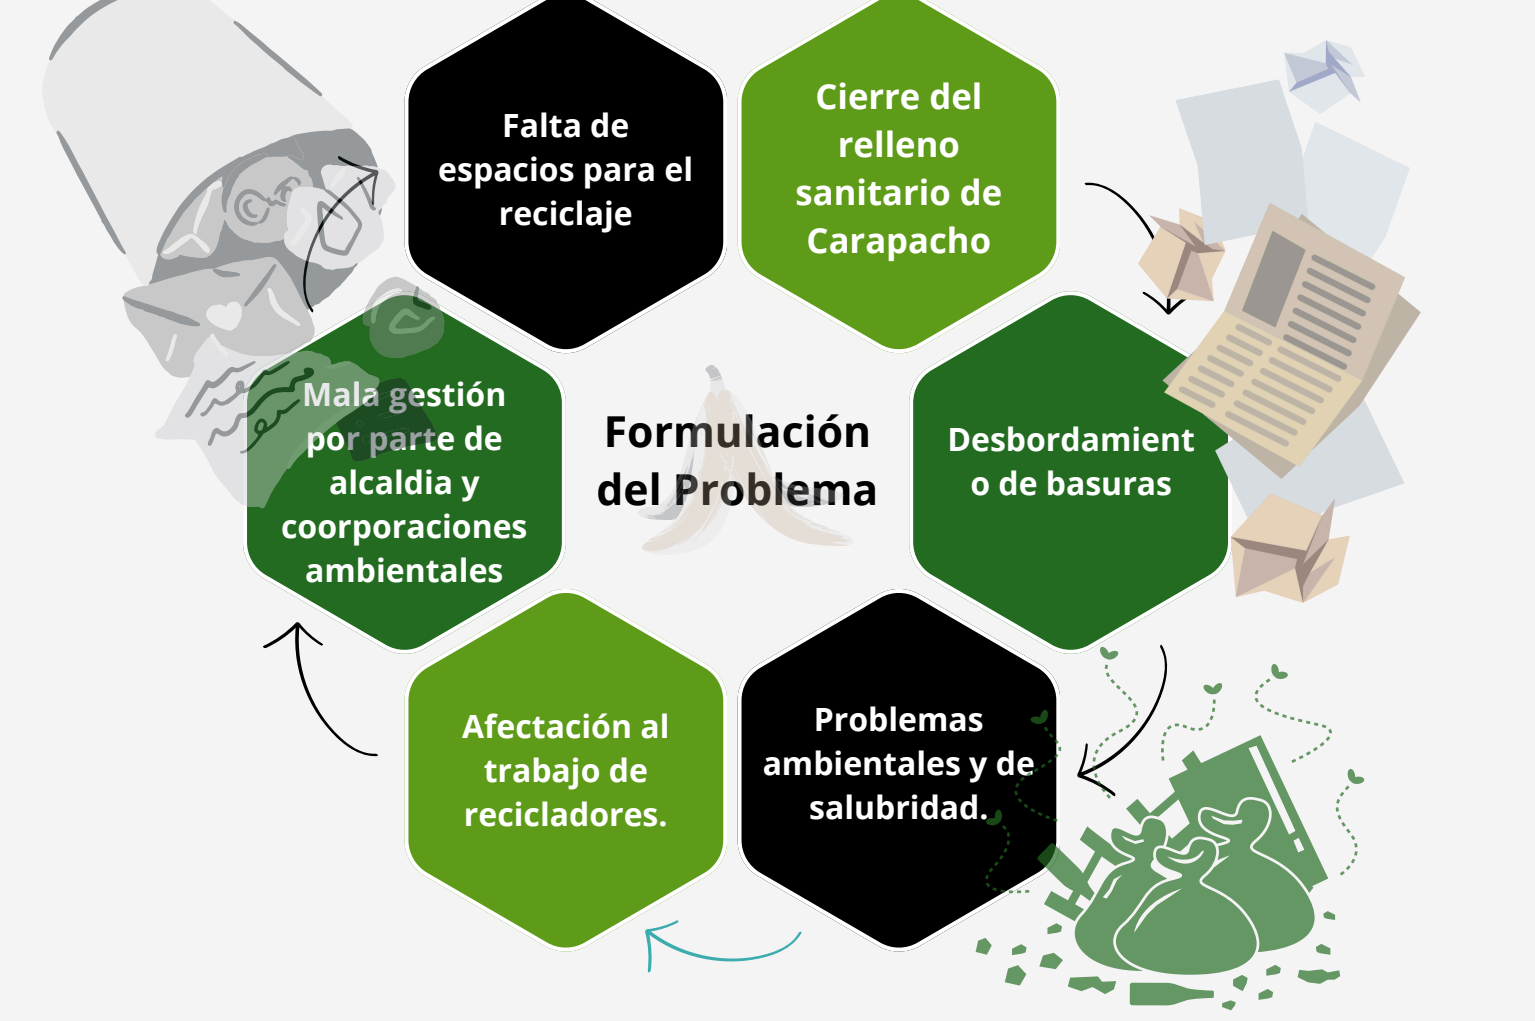 Falta de
espacios para el
reciclaje
Cierre del
relleno
sanitario de
Carapacho
Mala gestión
por parte de
alcaldia y
coorporaciones
ambientales
Formulación
del Problema
Desbordamient
o de basuras
Afectación al
trabajo de
recicladores.
Problemas
ambientales y de
salubridad.